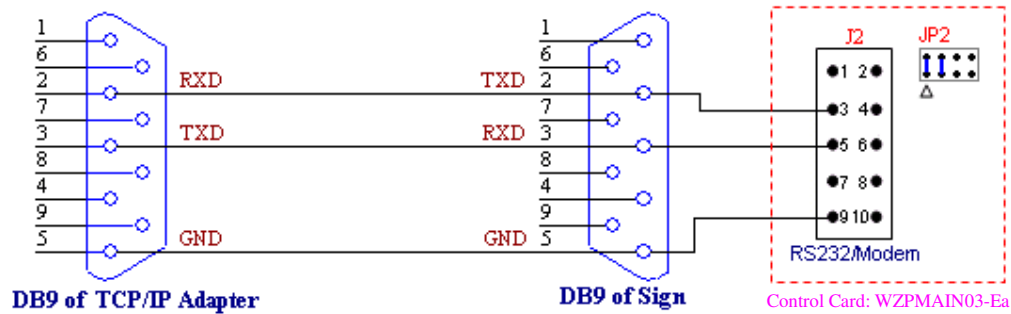 1
6
2
7
3
8
4
9
5
RXD
TXD
GND
DB9 of TCP/IP Adapter
1
6
2
7
3
8
4
9
5
TXD
RXD
GND
DB9 of Sign
J2
1 2
3 4
5 6
7 8
9 10
RS232/Modem
JP2
Control Card: WZPMAIN03-Ea